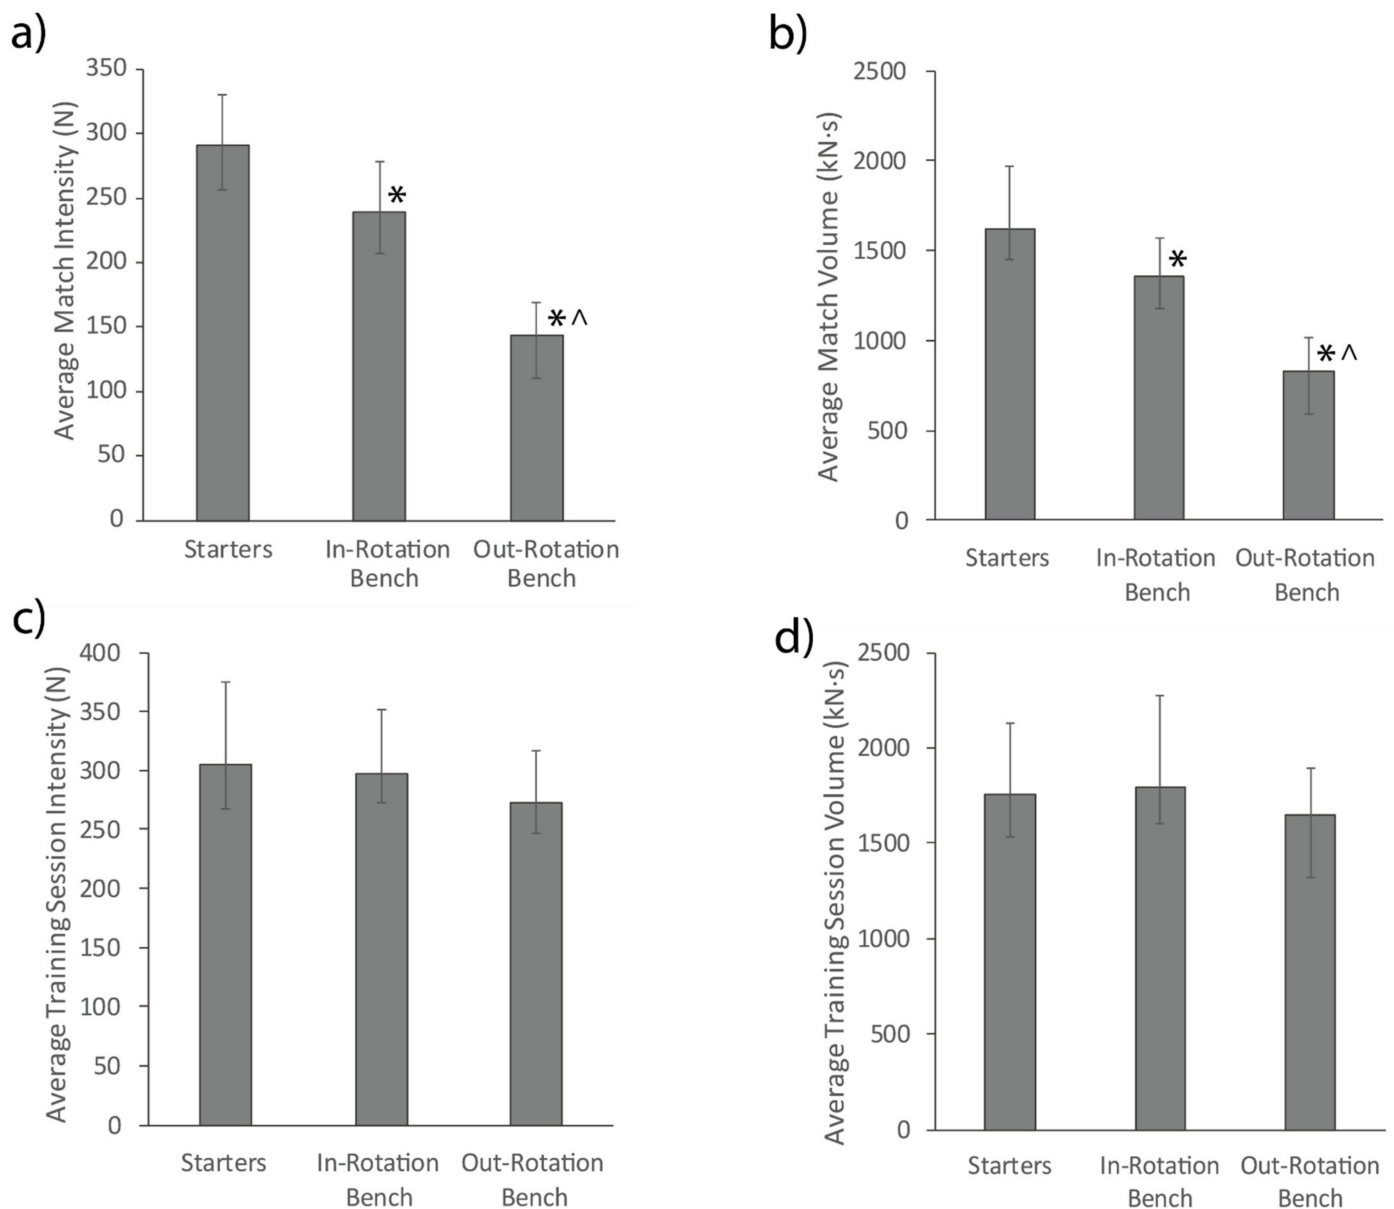 a)
Average Match Intensity (N)
350
300
250
200
150
100
50
0
*
* ^
Starters
In-Rotation
Bench
Out-Rotation
Bench
b)
Average Match Volume (kN·s)
2500
2000
1500
1000
500
0
*
* ^
Starters
In-Rotation
Bench
Out-Rotation
Bench
c)
Average Training Session Intensity (N)
400
350
300
250
200
150
100
50
0
Starters
In-Rotation
Bench
Out-Rotation
Bench
d)
Average Training Session Volume (kN·s)
2500
2000
1500
1000
500
0
Starters
In-Rotation
Bench
Out-Rotation
Bench